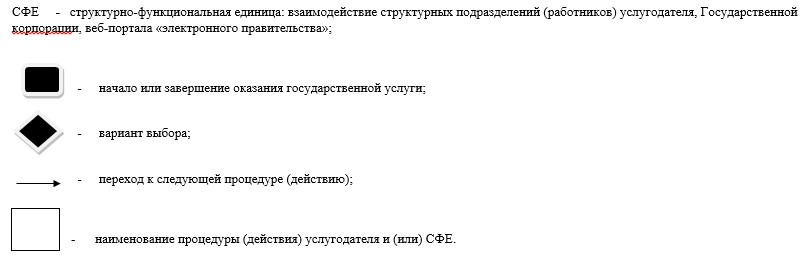 СФЕ - структурно-функциональная единица: взаимодействие структурных подразделений (работников) услугодателя, Государственной
корпорации, веб-портала «электронного правительства»;
- начало или завершение оказания государственной услуги;
- вариант выбора;
- переход к следующей процедуре (действию);
- наименование процедуры (действия) услугодателя и (или) СФЕ.